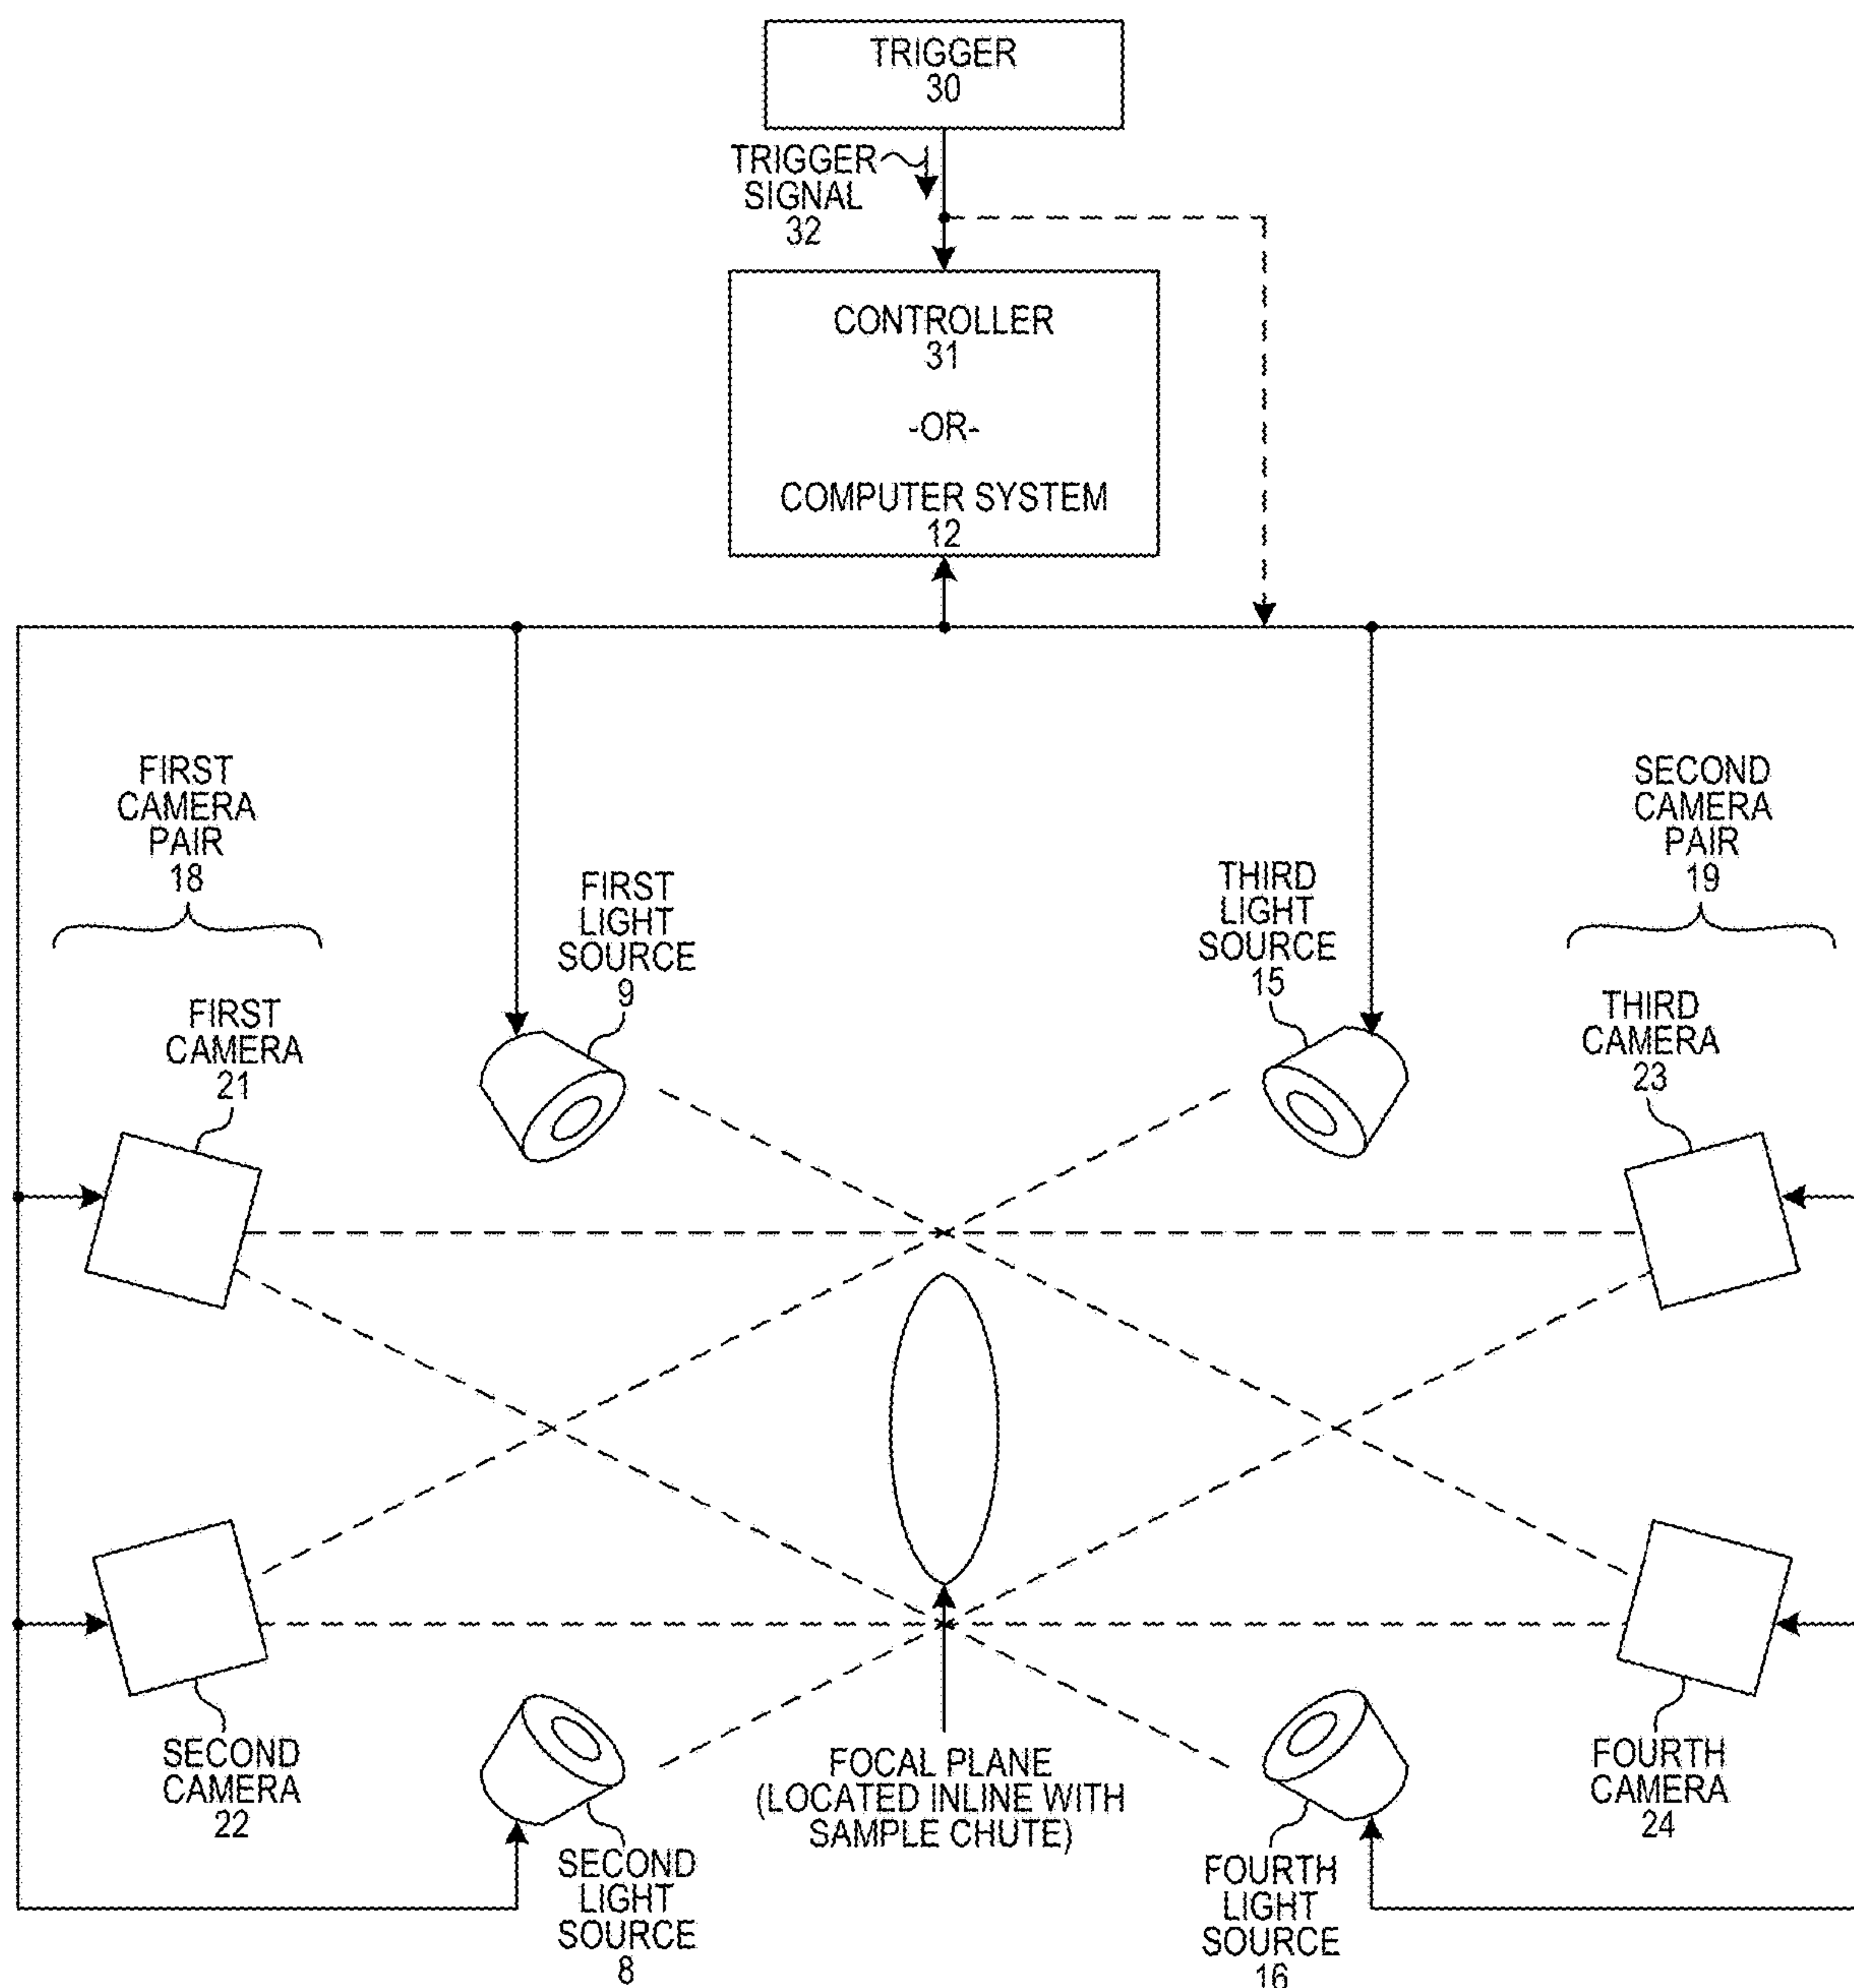 TRIGGER
30
TRIGGER
SIGNAL
32
CONTROLLER
31
-OR-
COMPUTER SYSTEM
12
FIRST
CAMERA
PAIR
18
SECOND
CAMERA
PAIR
19
FIRST
LIGHT
SOURCE
9
THIRD
LIGHT
SOURCE
15
FIRST
CAMERA
21
THIRD
CAMERA
23
SECOND
CAMERA
22
FOCAL PLANE
(LOCATED INLINE WITH
SAMPLE CHUTE)
FOURTH
CAMERA
24
SECOND
LIGHT
SOURCE
8
FOURTH
LIGHT
SOURCE
16